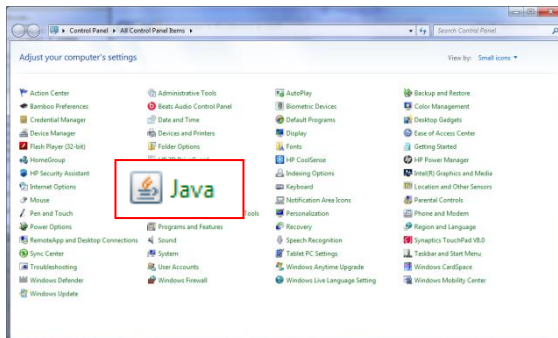 Control Panel ▸ All Control Panel Items ▸
Search Control Panel
Adjust your computer's settings
View by: Small icons
Action Center
Administrative Tools
AutoPlay
Backup and Restore
Bamboo Preferences
Beats Audio Control Panel
Biometric Devices
Color Management
Credential Manager
Date and Time
Default Programs
Desktop Gadgets
Device Manager
Devices and Printers
Display
Ease of Access Center
Flash Player (32-bit)
Folder Options
Fonts
Getting Started
HomeGroup
HP CoolSense
HP Power Manager
HP Security Assistant
Java
Indexing Options
Intel(R) Graphics and Media
Internet Options
Keyboard
Location and Other Sensors
Mouse
Notification Area Icons
Parental Controls
Pen and Touch
Tools
Personalization
Phone and Modem
Power Options
Programs and Features
Recovery
Region and Language
RemoteApp and Desktop Connections
Sound
Speech Recognition
Synaptics TouchPad V8.0
Sync Center
System
Tablet PC Settings
Taskbar and Start Menu
Troubleshooting
User Accounts
Windows Anytime Upgrade
Windows CardSpace
Windows Defender
Windows Firewall
Windows Live Language Setting
Windows Mobility Center
Windows Update